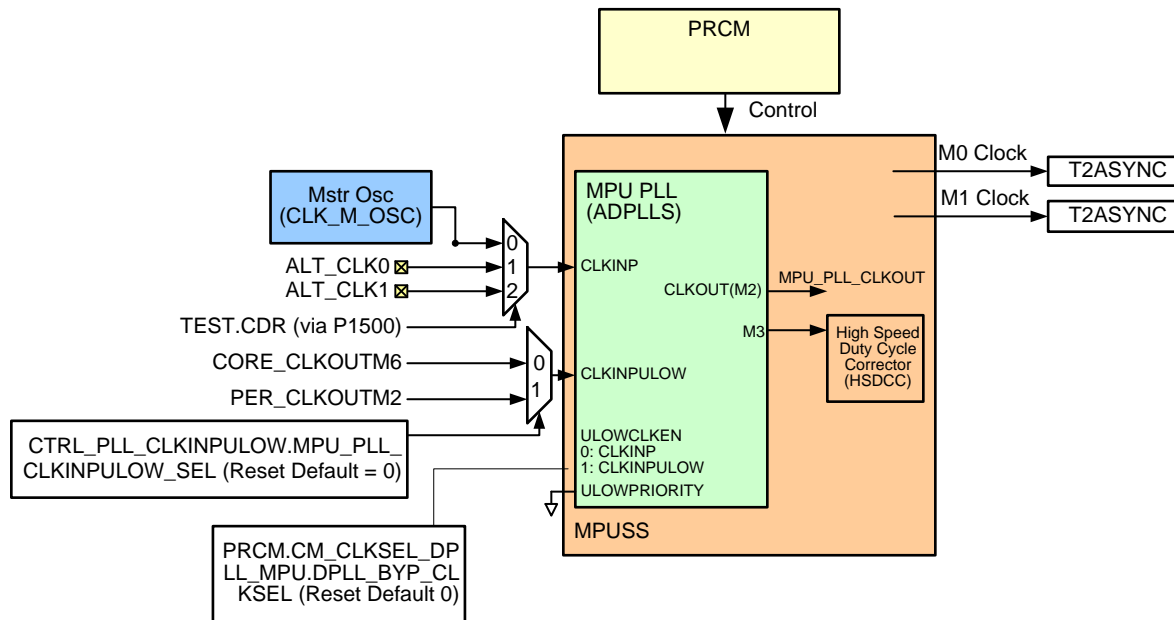 PRCM
Control
M0 Clock
T2ASYNC
M1 Clock
T2ASYNC
Mstr Osc
(CLK_M_OSC)
MPU PLL
(ADPLLS)
0
ALT_CLK0
1
CLKINP
ALT_CLK1
2
CLKOUT(M2)
MPU_PLL_CLKOUT
TEST.CDR (via P1500)
M3
High Speed
Duty Cycle
Corrector
(HSDCC)
CORE_CLKOUTM6
0
CLKINPULOW
PER_CLKOUTM2
1
CTRL_PLL_CLKINPULOW.MPU_PLL_
CLKINPULOW_SEL (Reset Default = 0)
ULOWCLKEN
0: CLKINP
1: CLKINPULOW
ULOWPRIORITY
MPUSS
PRCM.CM_CLKSEL_DP
LL_MPU.DPLL_BYP_CL
KSEL (Reset Default 0)